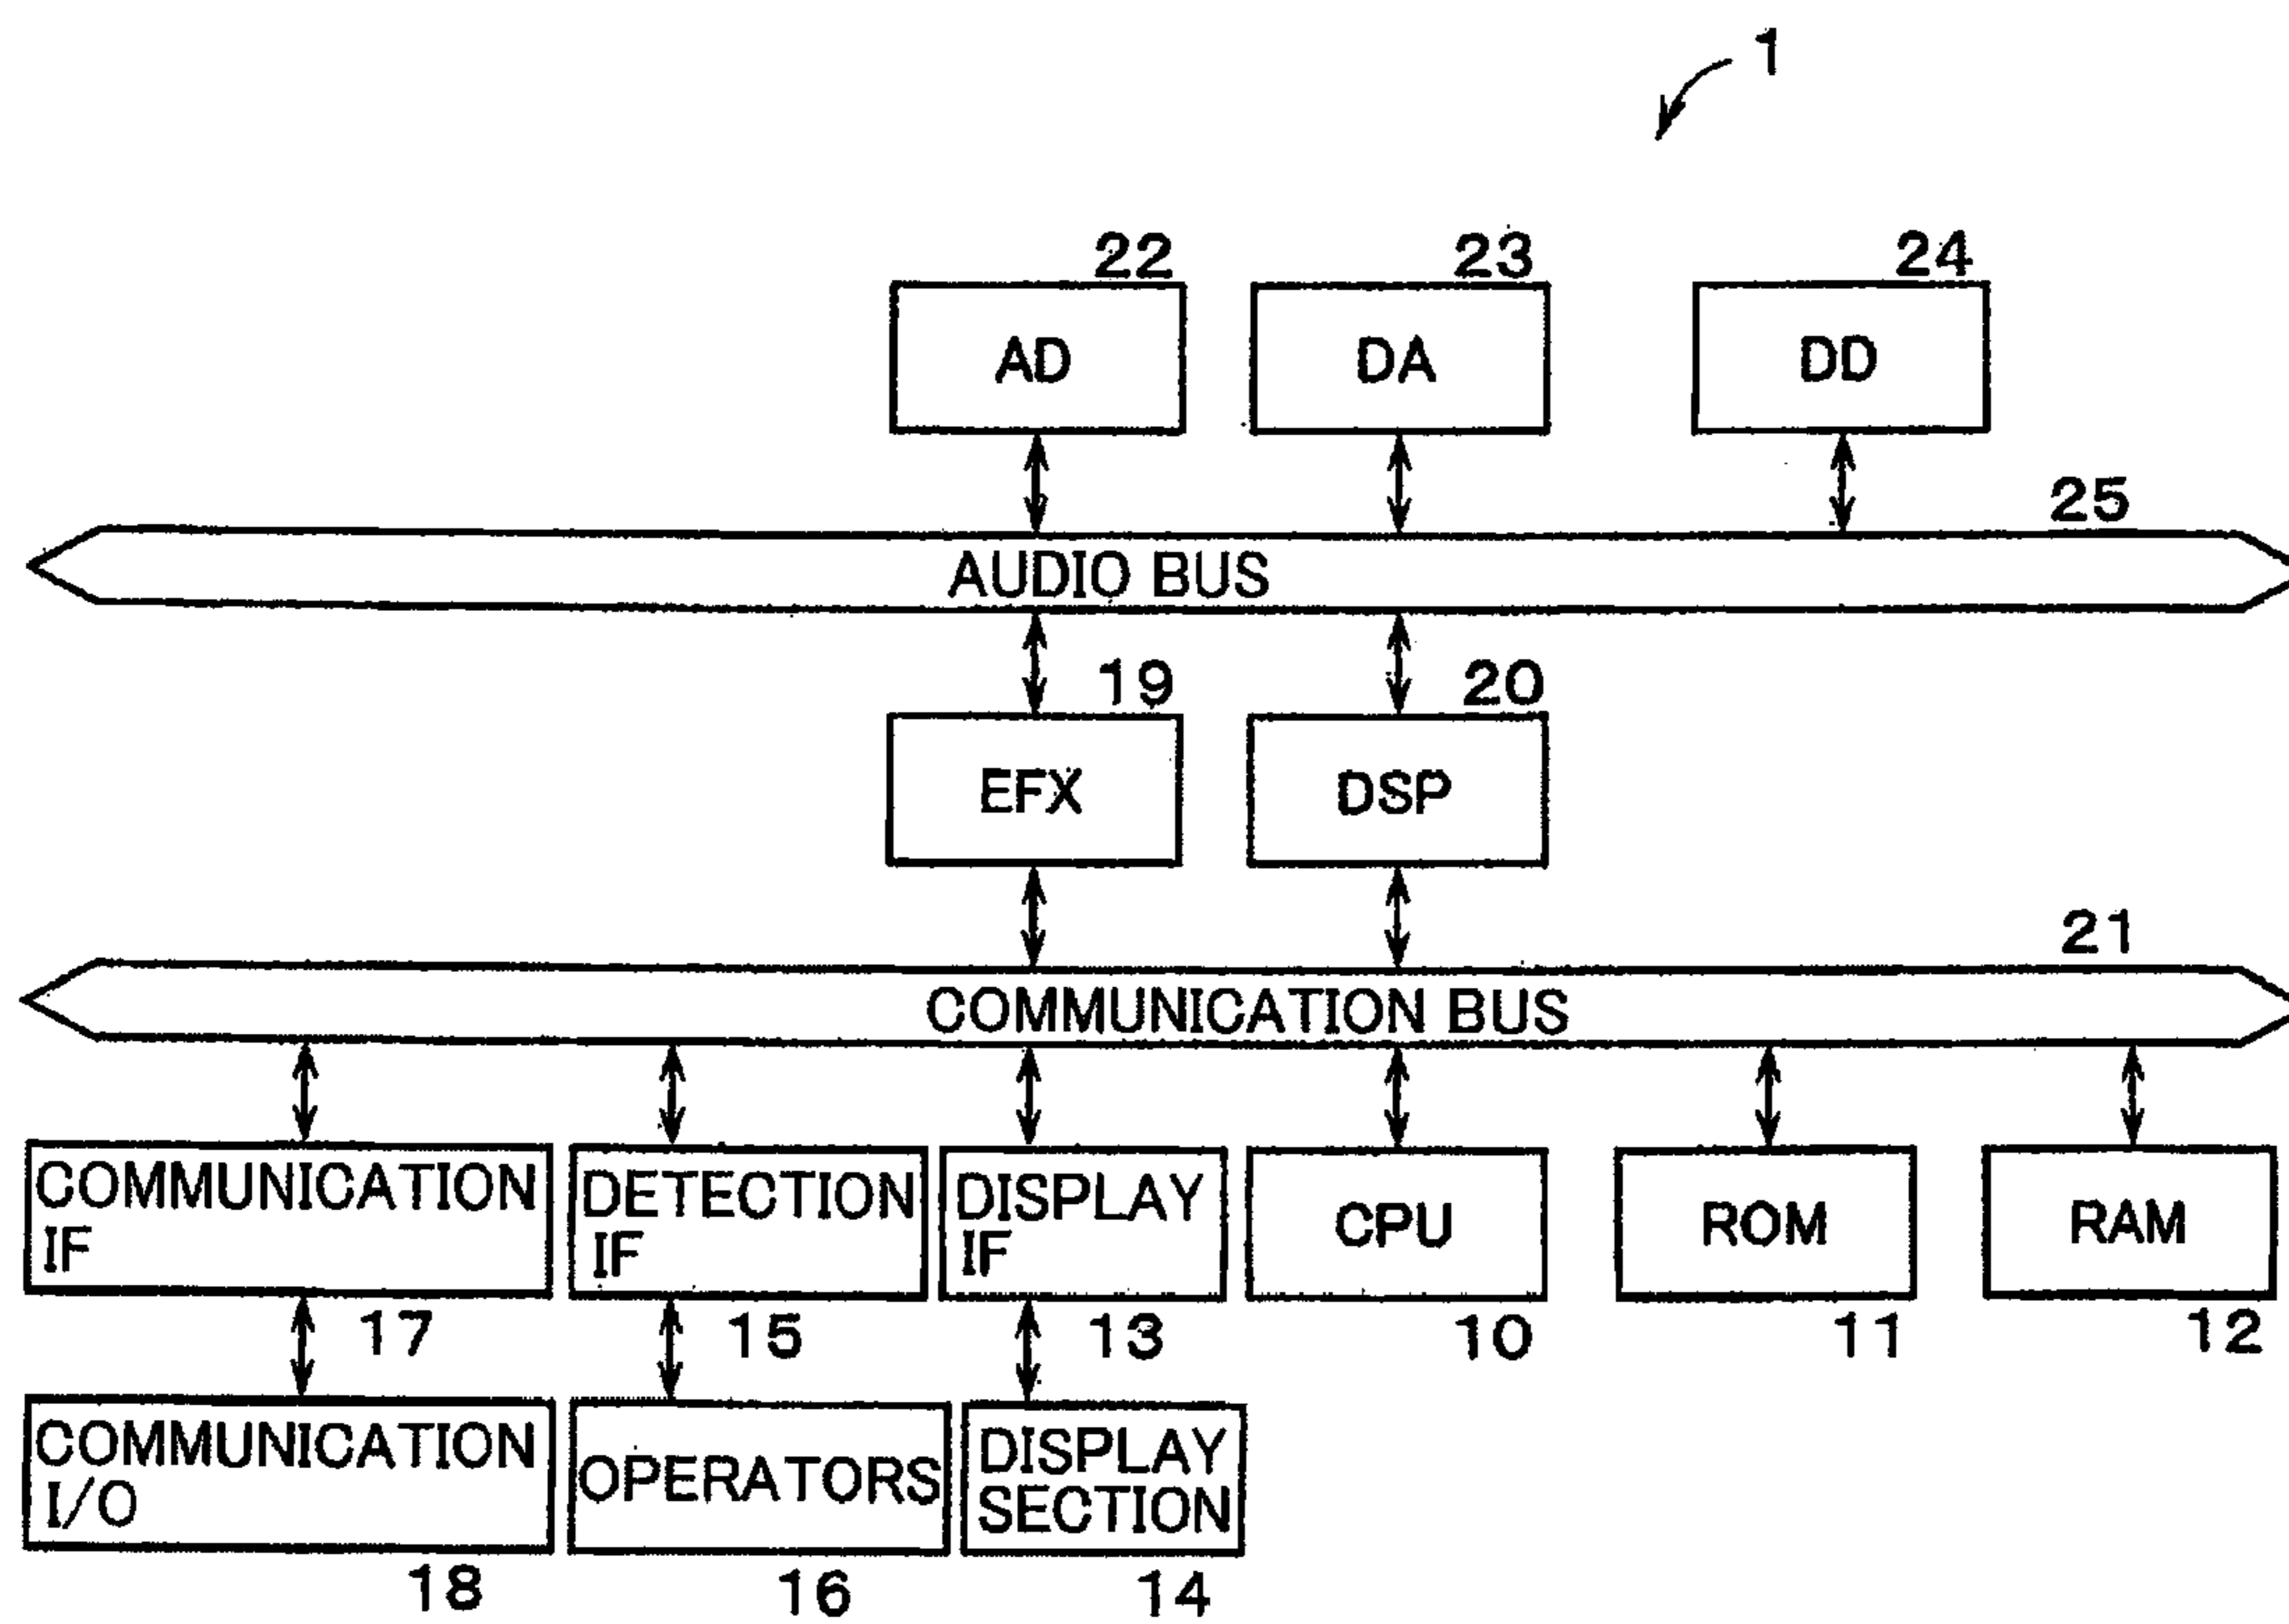 1
22
23
24
AD
DA
DD
25
AUDIO BUS
19
20
EFX
DSP
21
COMMUNICATION BUS
COMMUNICATION
IF
DETECTION
IF
DISPLAY
IF
CPU
ROM
RAM
17
15
13
10
11
12
COMMUNICATION
I/O
OPERATORS
DISPLAY
SECTION
18
16
14